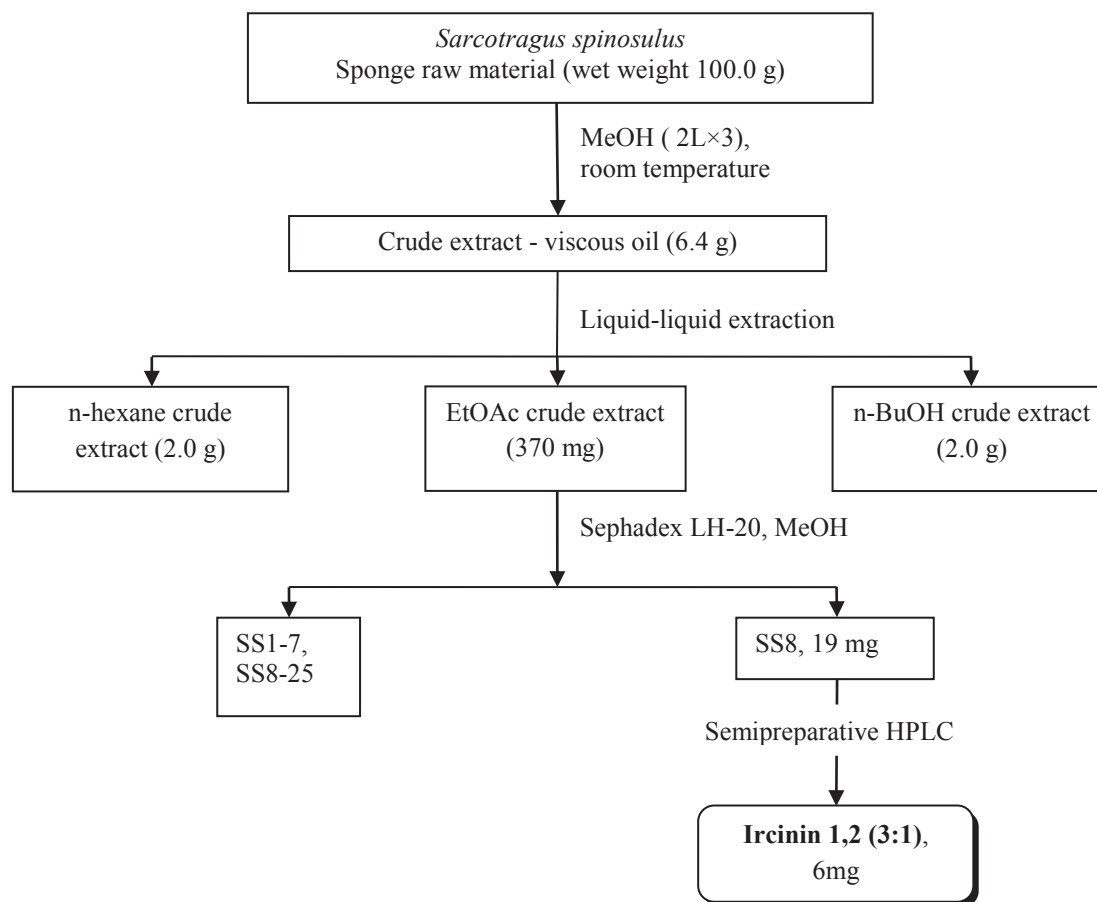 Sarcotragus spinosulus
Sponge raw material (wet weight 100.0 g)
MeOH ( 2L×3),
room temperature
Crude extract - viscous oil (6.4 g)
Liquid-liquid extraction
n-hexane crude
extract (2.0 g)
EtOAc crude extract
(370 mg)
n-BuOH crude extract
(2.0 g)
Sephadex LH-20, MeOH
SS1-7,
SS8-25
SS8, 19 mg
Semipreparative HPLC
Ircinin 1,2 (3:1),
6mg